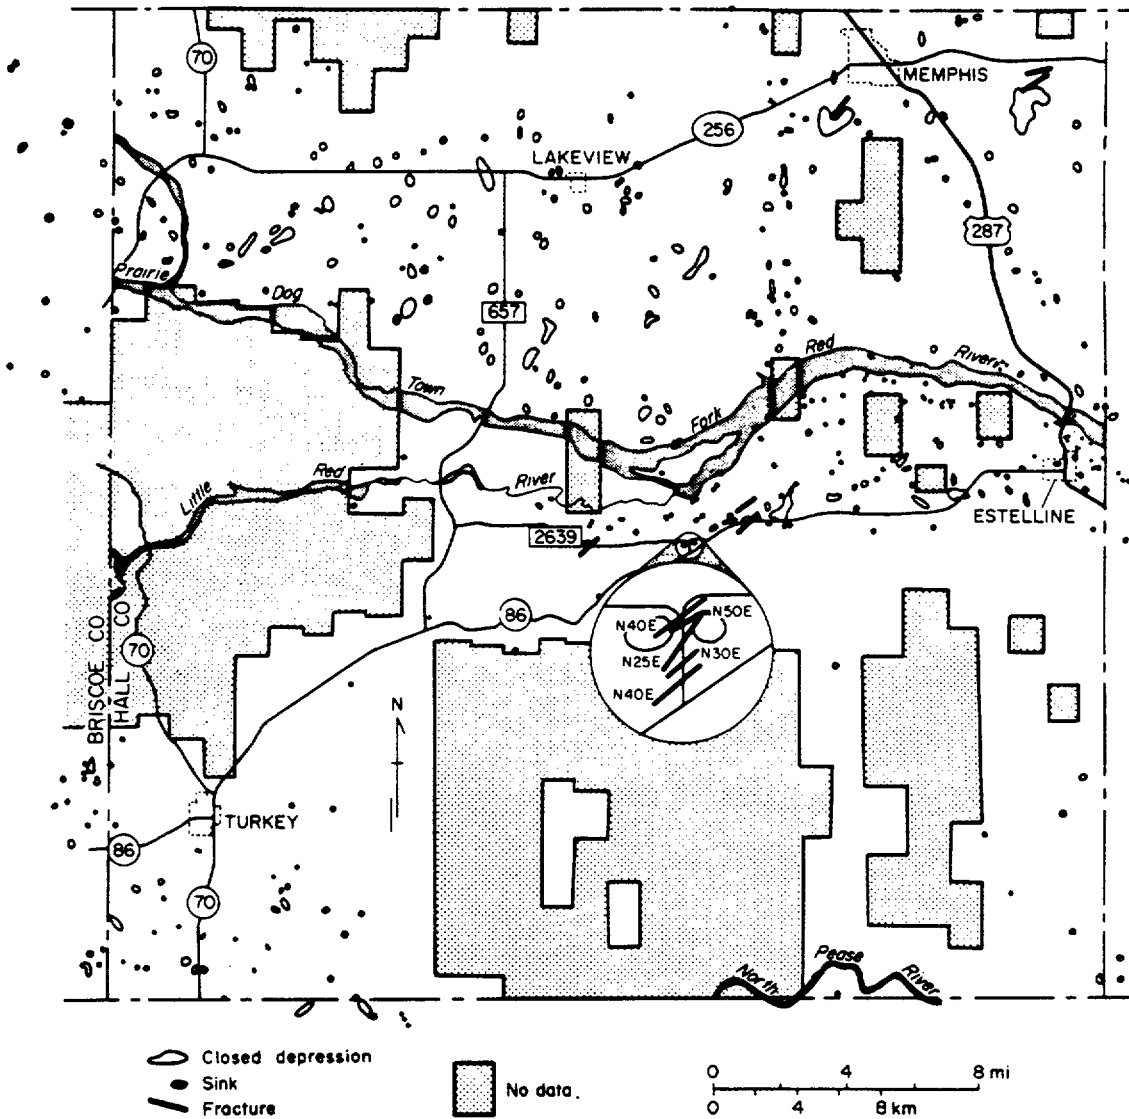 70
MEMPHIS
256
LAKEVIEW
287
Prairie
Dog
657
Town
Fork
Red
River
Little
Red
River
ESTELLINE
2639
86
N40E
N50E
N25E
N30E
N40E
BRISCOE CO
HALL CO
70
N
TURKEY
86
70
North
Pease
River
Closed depression
Sink
Fracture
No data.
0 4 8 mi
0 4 8 km